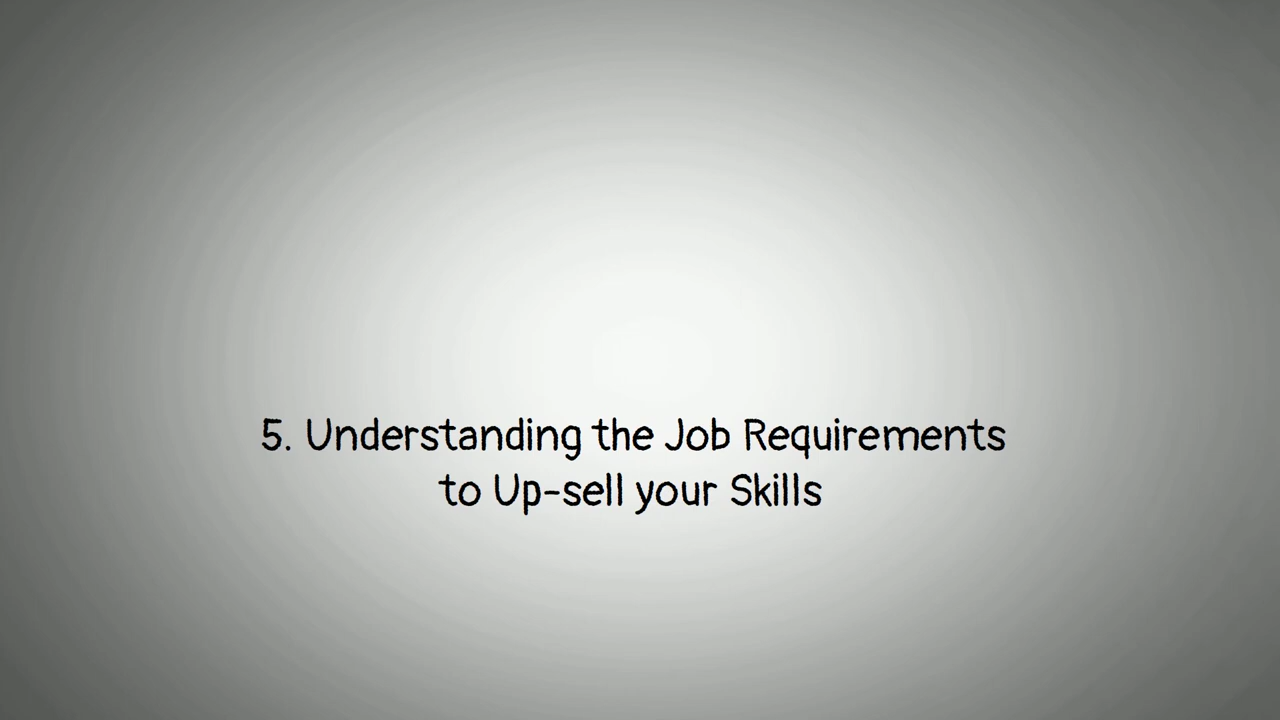 5. Understanding the Job Requirements
to Up-sell your Skills